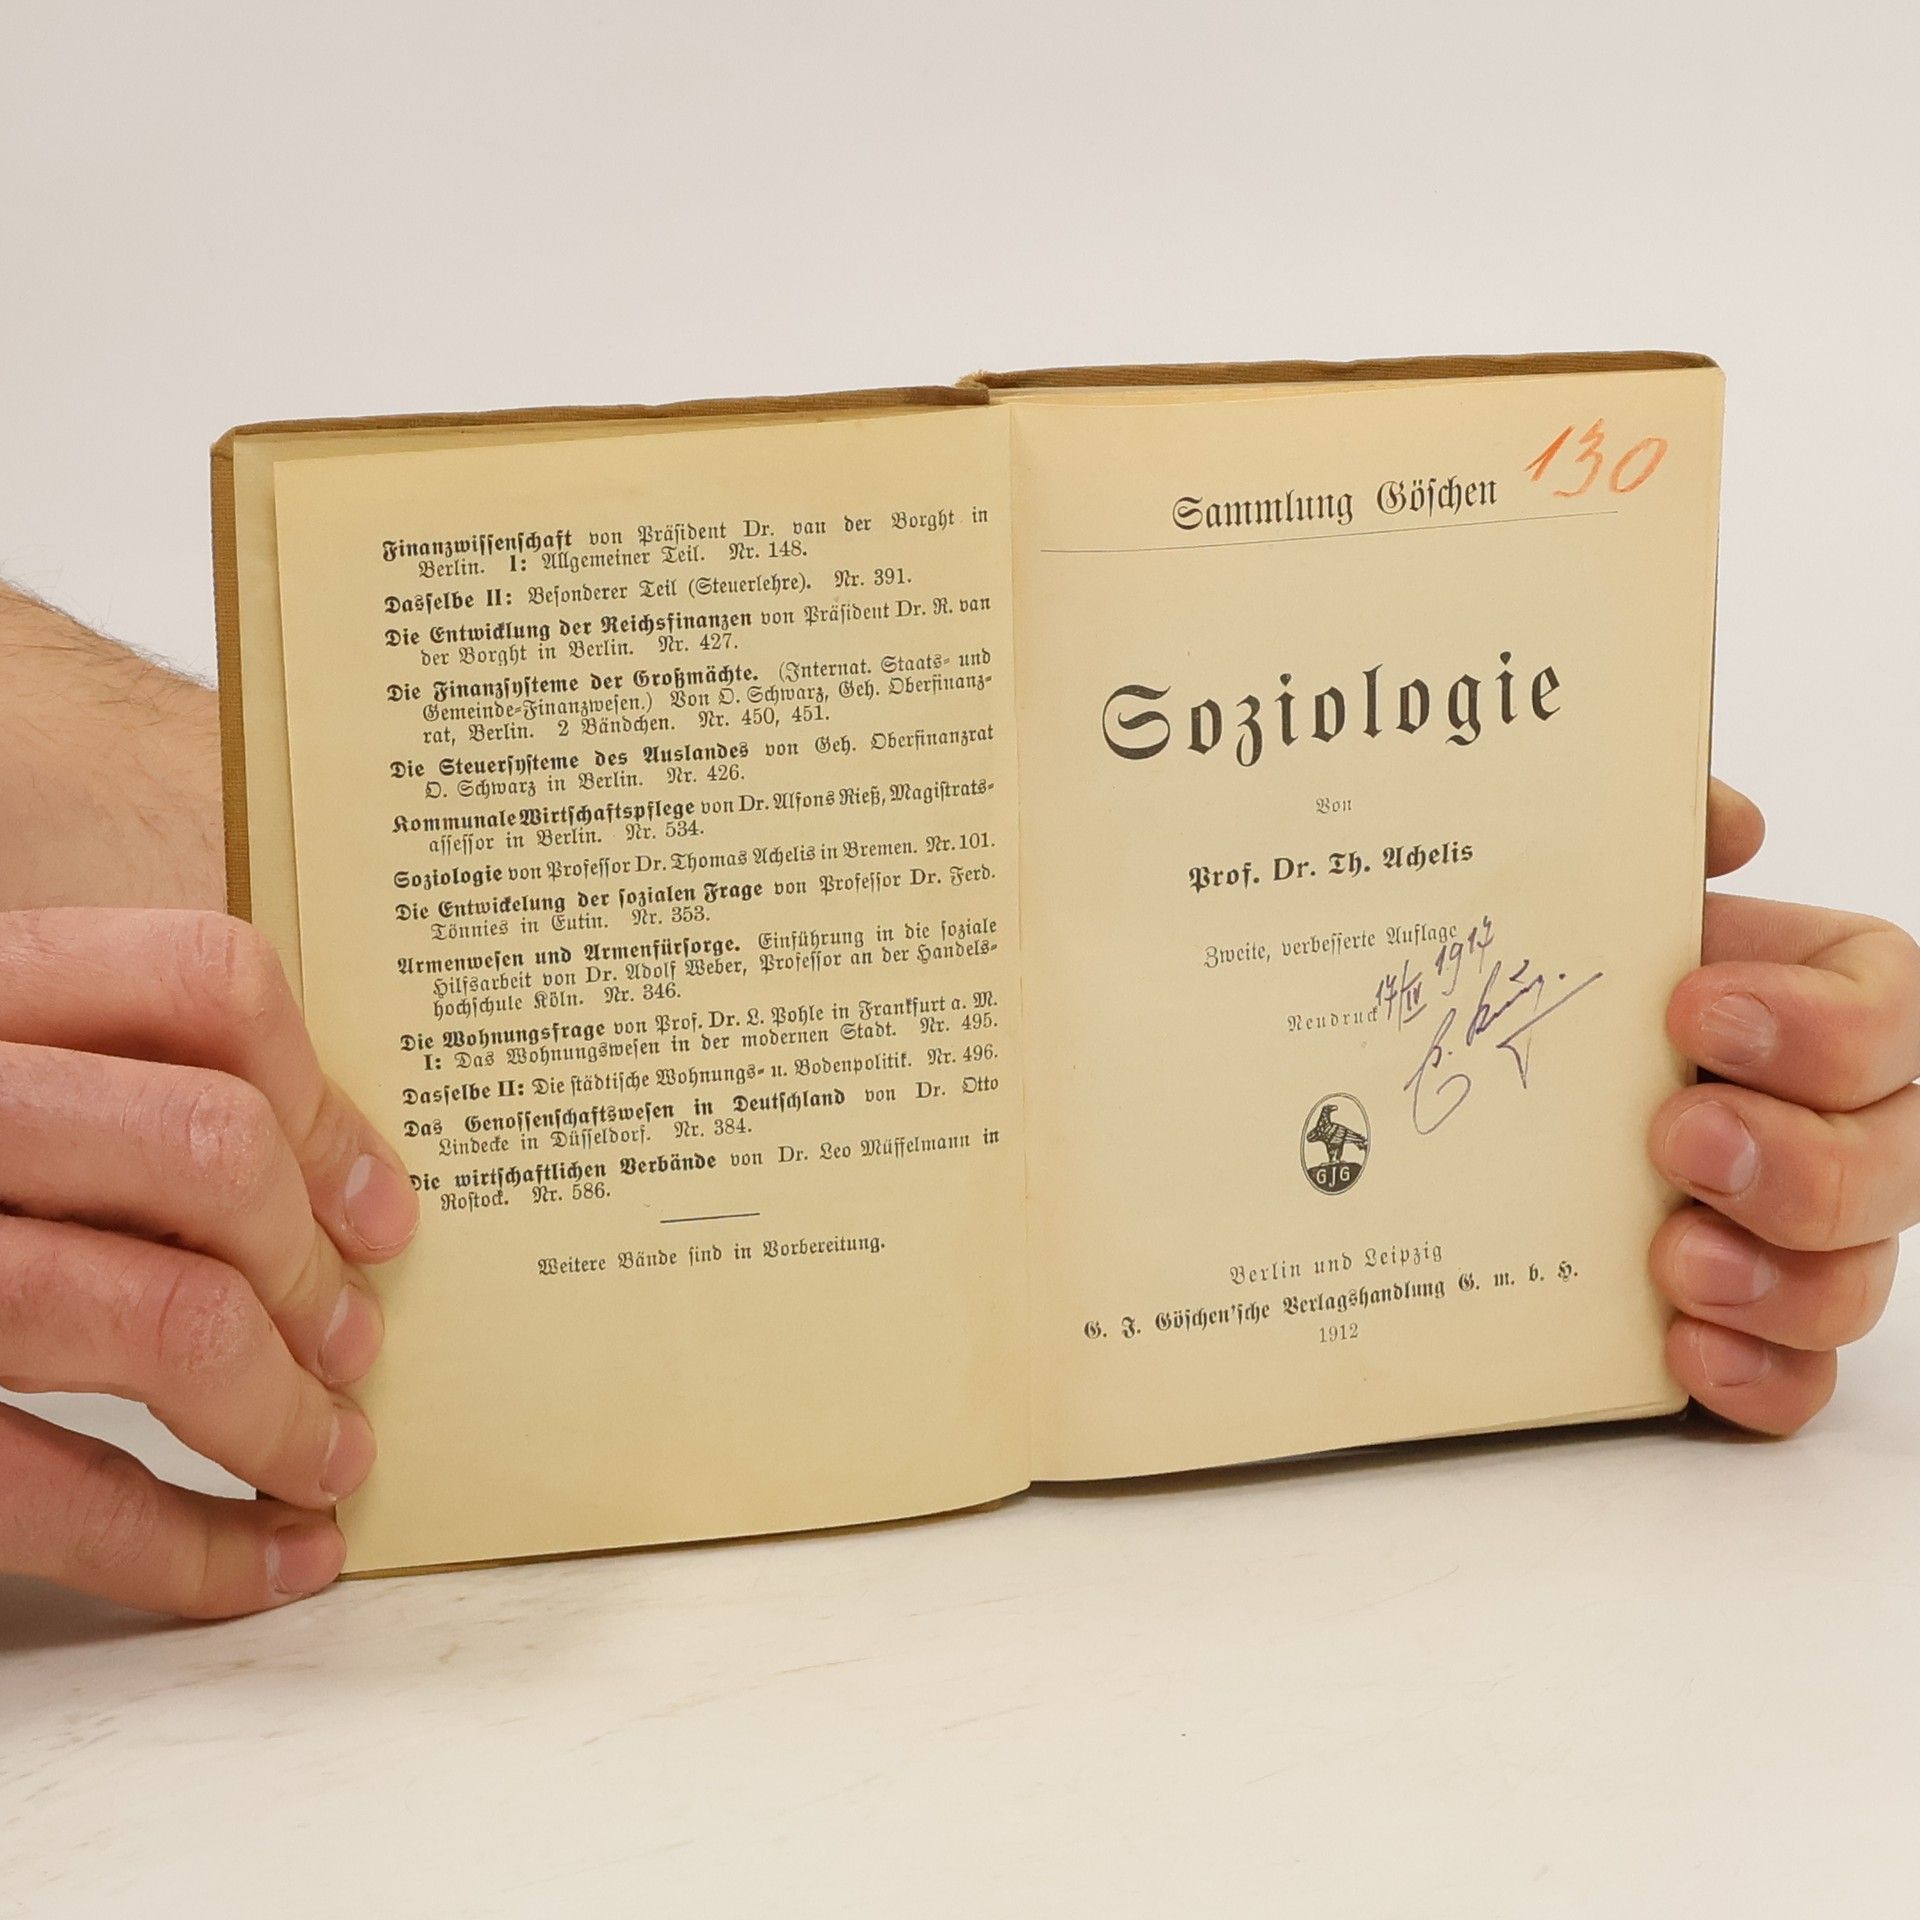 Finanzwissenschaft von Präsident Dr. van der Borght in
Berlin. I: Allgemeiner Teil. Nr. 148.
Dasselbe II: Besonderer Teil (Steuerlehre). Nr. 391.
Die Entwicklung der Reichsfinanzen von Präsident Dr. R. van
der Borght in Berlin. Nr. 427.
Die Finanzsysteme der Großmächte. (Internat. Staats- und
Gemeinde-Finanzwesen.) Von O. Schwarz, Geh. Oberfinanz-
rat, Berlin. 2 Bändchen. Nr. 450, 451.
Die Steuersysteme des Auslandes von Geh. Oberfinanzrat
O. Schwarz in Berlin. Nr. 426.
Kommunale Wirtschaftspflege von Dr. Alfons Rieß, Magistrats-
assessor in Berlin. Nr. 534.
Soziologie von Professor Dr. Thomas Achelis in Bremen. Nr. 101.
Die Entwickelung der sozialen Frage von Professor Dr. Ferd.
Tönnies in Eutin. Nr. 353.
Armenwesen und Armenfürsorge. Einführung in die soziale
Hilfsarbeit von Dr. Adolf Weber, Professor an der Handels-
hochschule Köln. Nr. 346.
Die Wohnungsfrage von Prof. Dr. L. Pohle in Frankfurt a. M.
I: Das Wohnungswesen in der modernen Stadt. Nr. 495.
Dasselbe II: Die städtische Wohnungs- u. Bodenpolitik. Nr. 496.
Das Genossenschaftswesen in Deutschland von Dr. Otto
Lindecke in Düsseldorf. Nr. 384.
Die wirtschaftlichen Verbände von Dr. Leo Müffelmann in
Rostock. Nr. 586.
Weitere Bände sind in Vorbereitung.
130
Sammlung Göschen
Soziologie
Von
Prof. Dr. Th. Achelis
Zweite, verbesserte Auflage
Neudruck 17/IV 1917
GJG
Berlin und Leipzig
G. J. Göschen'sche Verlagshandlung G. m. b. H.
1912